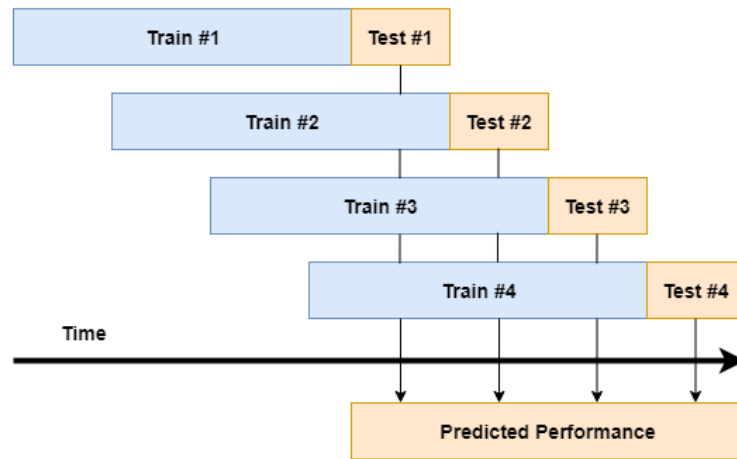 Train #1
Test #1
Train #2
Test #2
Train #3
Test #3
Train #4
Test #4
Time
Predicted Performance